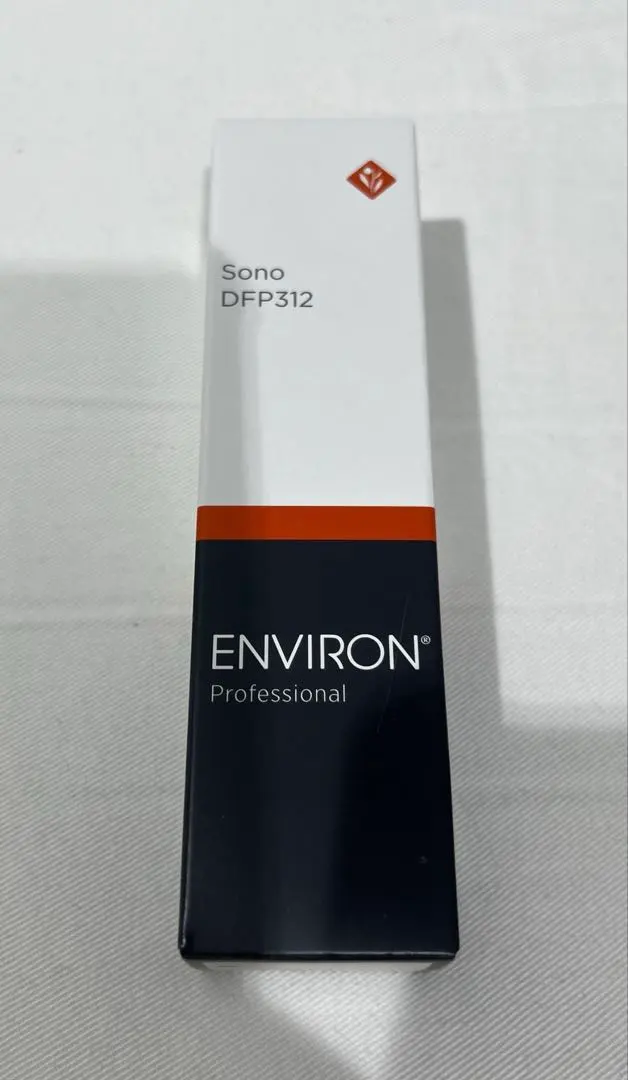 Sono
DFP312
ENVIRON®
Professional